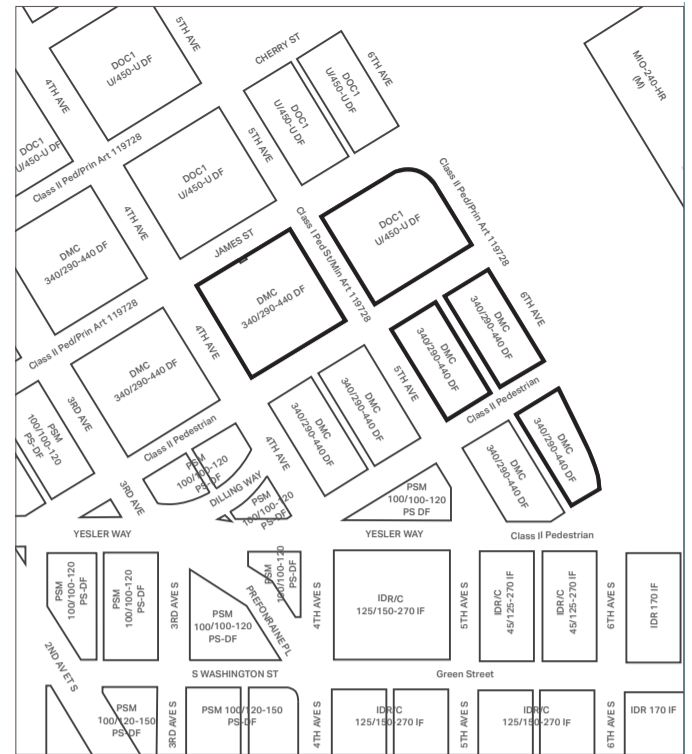 5TH AVE
CHERRY ST
6TH AVE
DOC1
U/450-U DF
DOC1
U/450-U DF
MIO-240-HR
(M)
4TH AVE
DOC1
U/450-U DF
5TH AVE
DOC1
U/450-U DF
Class II Ped/Prin Art 119728
DOC1
U/450-U DF
Class II Ped/Prin Art 119728
4TH AVE
Class I Ped St/Min Art 119728
DOC1
U/450-U DF
JAMES ST
DMC
340/290-440 DF
DMC
340/290-440 DF
DMC
340/290-440 DF
6TH AVE
Class II Ped/Prin Art 119728
4TH AVE
DMC
340/290-440 DF
DMC
340/290-440 DF
5TH AVE
DMC
340/290-440 DF
DMC
340/290-440 DF
Class II Pedestrian
3RD AVE
PSM
100/100-120
PS-DF
Class II Pedestrian
4TH AVE
DMC
340/290-440 DF
DMC
340/290-440 DF
PSM
100/100-120
PS-DF
DILLING WAY
3RD AVE
PSM
100/100-120
PS-DF
PSM
100/100-120
PS DF
YESLER WAY
YESLER WAY
Class II Pedestrian
PSM
100/100-120
PS-DF
PSM
100/100-120
PS-DF
3RD AVE S
PSM
100/100-120
PS-DF
PREFONRAINE PL
PSM
100/100-120
PS-DF
4TH AVE S
IDR/C
125/150-270 IF
5TH AVE S
IDR/C
45/125-270 IF
IDR/C
45/125-270 IF
6TH AVE S
IDR 170 IF
2ND AV ET S
S WASHINGTON ST
Green Street
PSM
100/120-150
PS-DF
3RD AVE S
PSM 100/120-150
PS-DF
4TH AVE S
IDR/C
125/150-270 IF
5TH AVE S
IDR/C
125/150-270 IF
6TH AVE S
IDR 170 IF